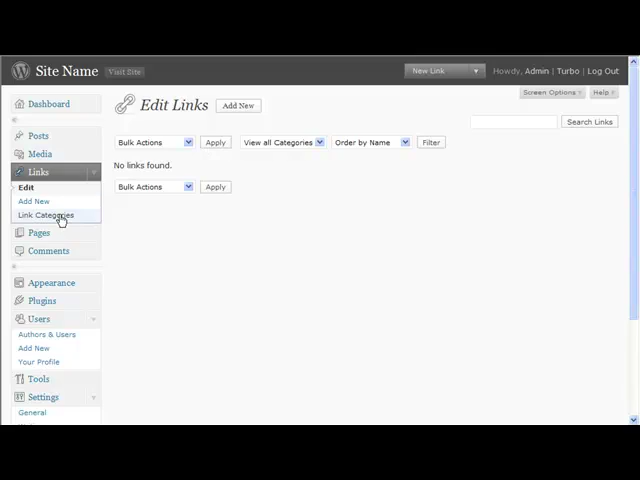 Site Name
Visit Site
New Link
Howdy, Admin | Turbo | Log Out
Screen Options
Help
Dashboard
Edit Links
Add New
Search Links
Posts
Media
Links
Edit
Add New
Link Categories
Pages
Comments
Appearance
Plugins
Users
Authors & Users
Add New
Your Profile
Tools
Settings
General
Bulk Actions
Apply
View all Categories
Order by Name
Filter
No links found.
Bulk Actions
Apply